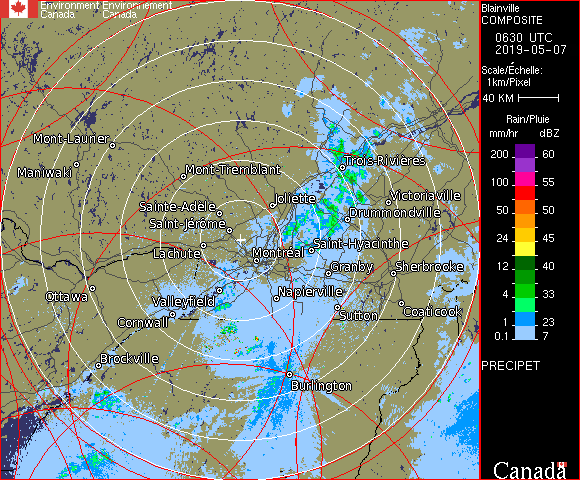 Environment Environnement
Canada Canada
Blainville
COMPOSITE
0630 UTC
2019-05-07
Scale/Échelle:
1km/Pixel
40 KM
Rain/Pluie
mm/hr dBZ
200 60
100 55
50 50
24 45
12 40
4 33
1 23
0.1 7
PRECIPET
Canada
Mont-Laurier
Maniwaki
Mont-Tremblant
Trois-Rivières
Sainte-Adele
Joliette
Victoriaville
Saint-Jérôme
Drummondville
Lachute
Montréal
Saint-Hyacinthe
Granby
Sherbrooke
Ottawa
Valleyfield
Napierville
Cornwall
Sutton
Coaticook
Brockville
Burlington